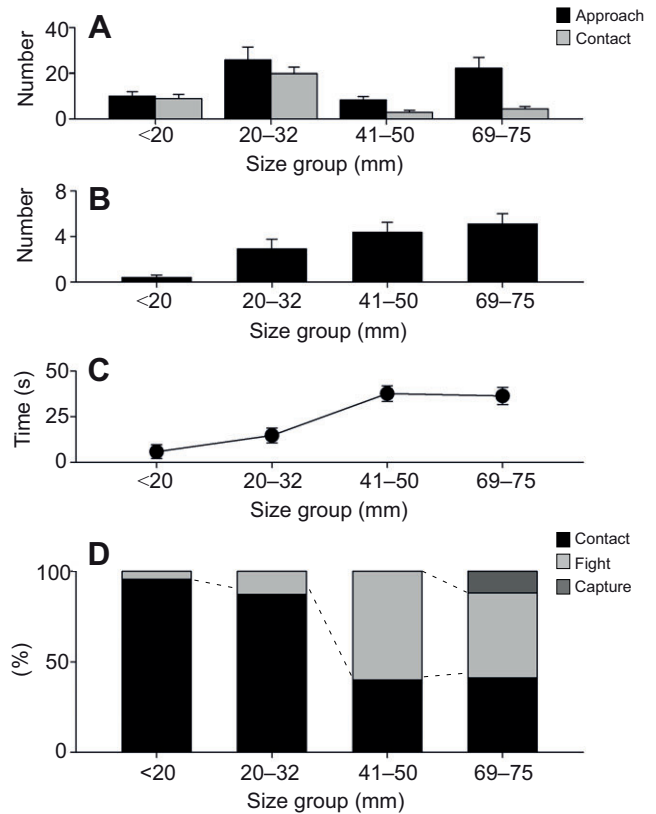 A
Approach
Contact
Number
40
20
0
<20 20–32 41–50 69–75
Size group (mm)
B
Number
8
4
0
<20 20–32 41–50 69–75
Size group (mm)
C
Time (s)
50
25
0
<20 20–32 41–50 69–75
Size group (mm)
D
Contact
Fight
Capture
(%)
100
50
0
<20 20–32 41–50 69–75
Size group (mm)